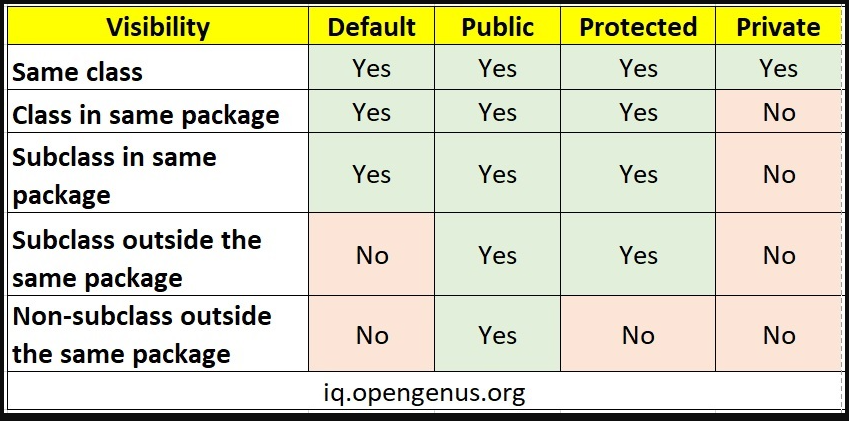 Visibility Default Public Protected Private
Same class Yes Yes Yes Yes
Class in same package Yes Yes Yes No
Subclass in same
package Yes Yes Yes No
Subclass outside the
same package No Yes Yes No
Non-subclass outside
the same package No Yes No No
iq.opengenus.org